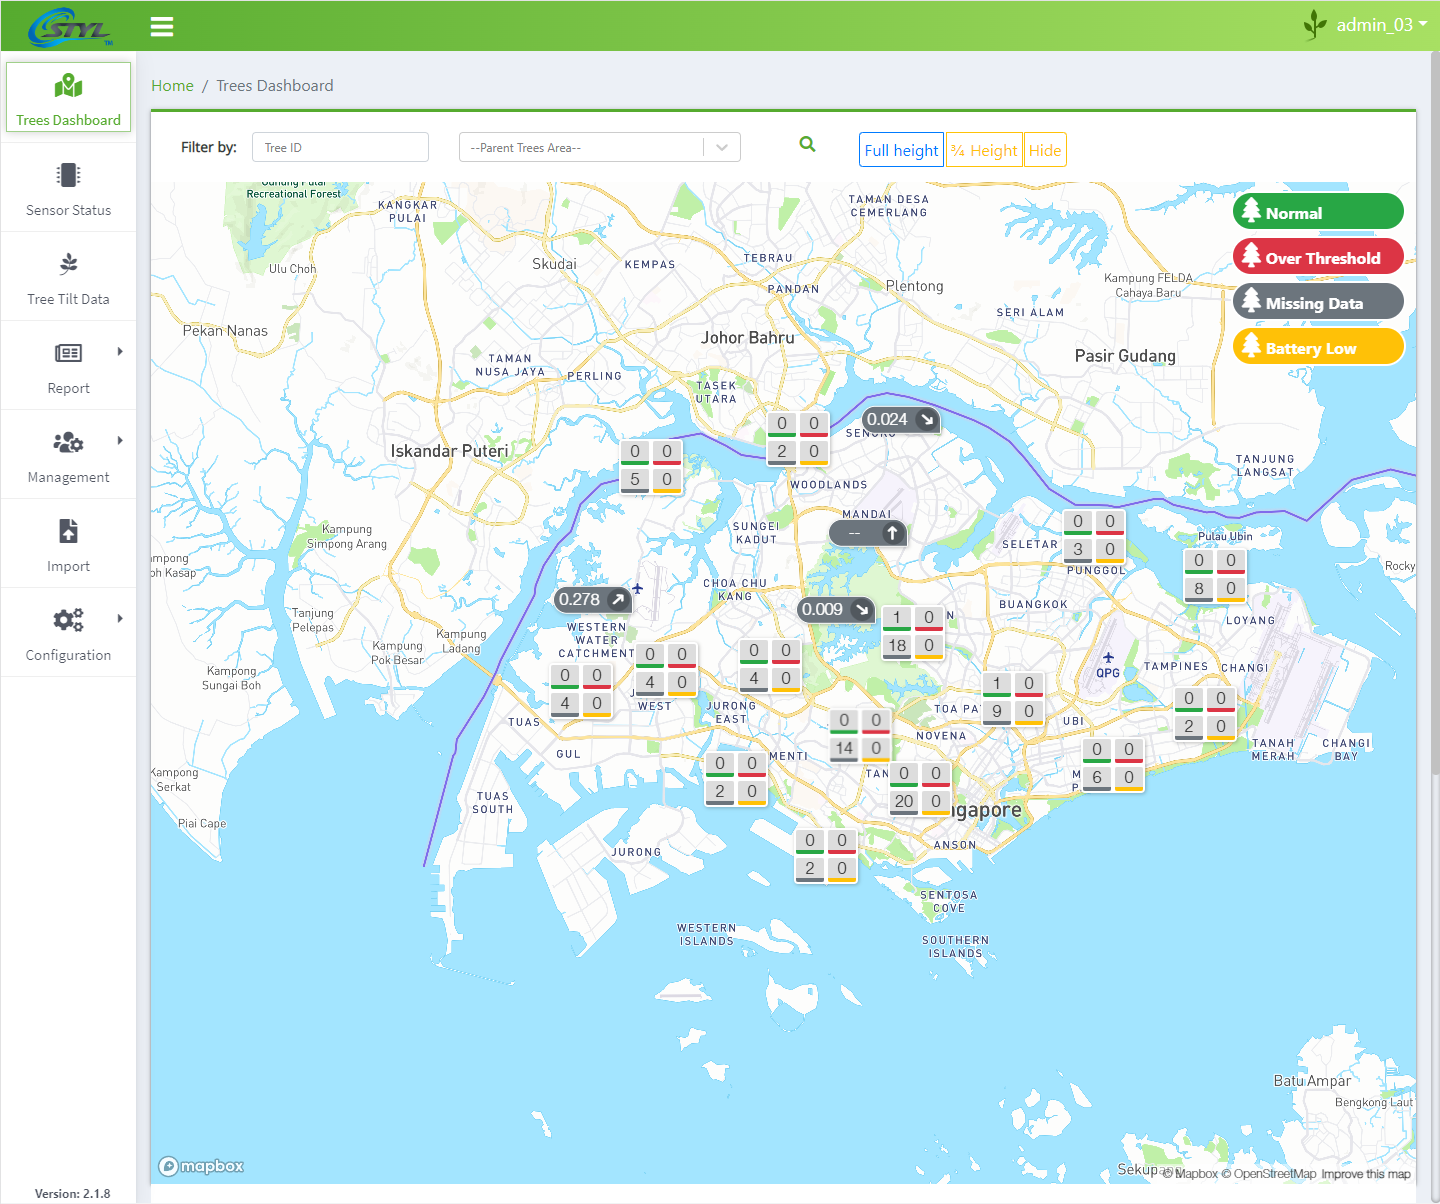 STYL TM
admin_03
Trees Dashboard
Sensor Status
Tree Tilt Data
Report
Management
Import
Configuration
Version: 2.1.8
Home / Trees Dashboard
Filter by:
Tree ID
--Parent Trees Area--
Full height
¾ Height
Hide
Normal
Over Threshold
Missing Data
Battery Low
Gunung Pulai
Recreational Forest
KANGKAR
PULAI
TAMAN DESA
CEMERLANG
Ulu Choh
Skudai
KEMPAS
TEBRAU
PANDAN
Plentong
Kampung FELDA
Cahaya Baru
SERI ALAM
Pekan Nanas
Johor Bahru
Pasir Gudang
TAMAN
NUSA JAYA
PERLING
TASEK
UTARA
0 0
2 0
0.024
Iskandar Puteri
0 0
5 0
TANJUNG
LANGSAT
WOODLANDS
MANDAI
--
SUNGEI
KADUT
Kampung
Simpong Arang
SELETAR
0 0
3 0
PUNGGOL
Pulau Ubin
0 0
8 0
Rocky
CHOA CHU
KANG
0.278
0.009
BUANGKOK
LOYANG
Tanjung
Pelepas
Kampung
Ladang
Kampung
Pok Besar
WESTERN
WATER
CATCHMENT
1 0
18 0
Kampung
Sungai Boh
0 0
4 0
0 0
4 0
WEST
0 0
4 0
JURONG
EAST
1 0
9 0
QPG
TAMPINES
CHANGI
0 0
2 0
TUAS
GUL
0 0
14 0
NOVENA
UBI
TANAH
MERAH
CHANGI
BAY
MENTI
0 0
2 0
0 0
20 0
0 0
6 0
Kampung
Serkat
TUAS
SOUTH
Piai Cape
ngapore
JURONG
0 0
2 0
ANSON
SENTOSA
COVE
WESTERN
ISLANDS
SOUTHERN
ISLANDS
Batu Ampar
Bengkong Laut
mapbox
© Mapbox © OpenStreetMap Improve this map